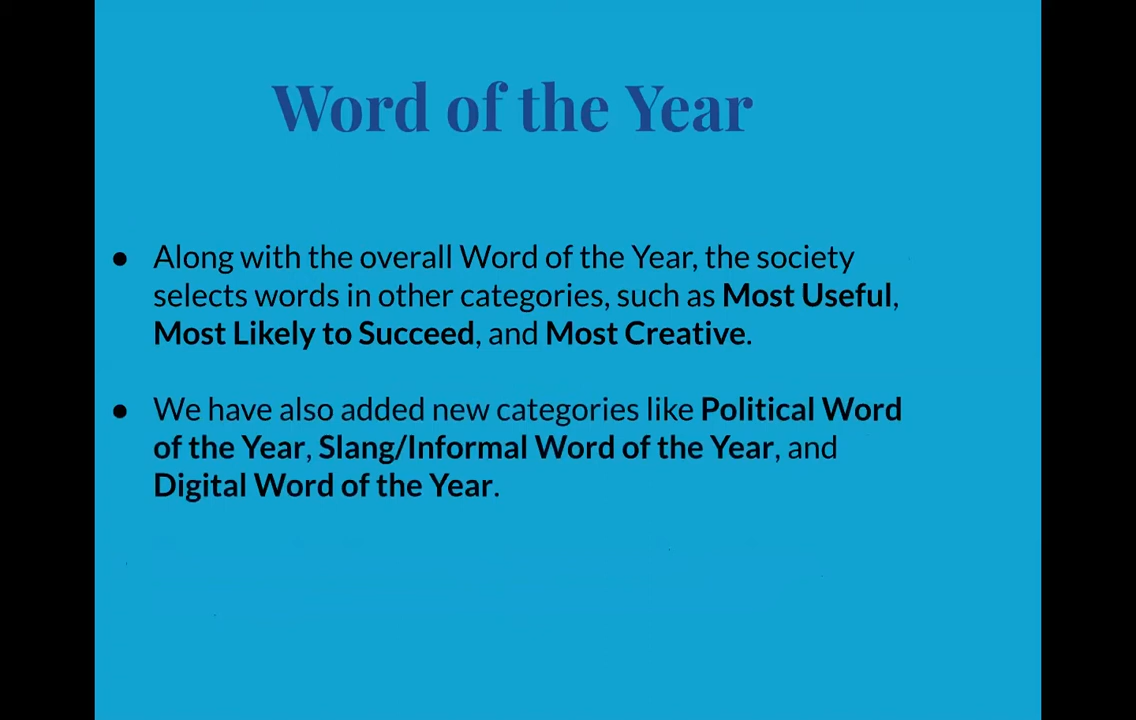 Word of the Year
● Along with the overall Word of the Year, the society
selects words in other categories, such as Most Useful,
Most Likely to Succeed, and Most Creative.
● We have also added new categories like Political Word
of the Year, Slang/Informal Word of the Year, and
Digital Word of the Year.